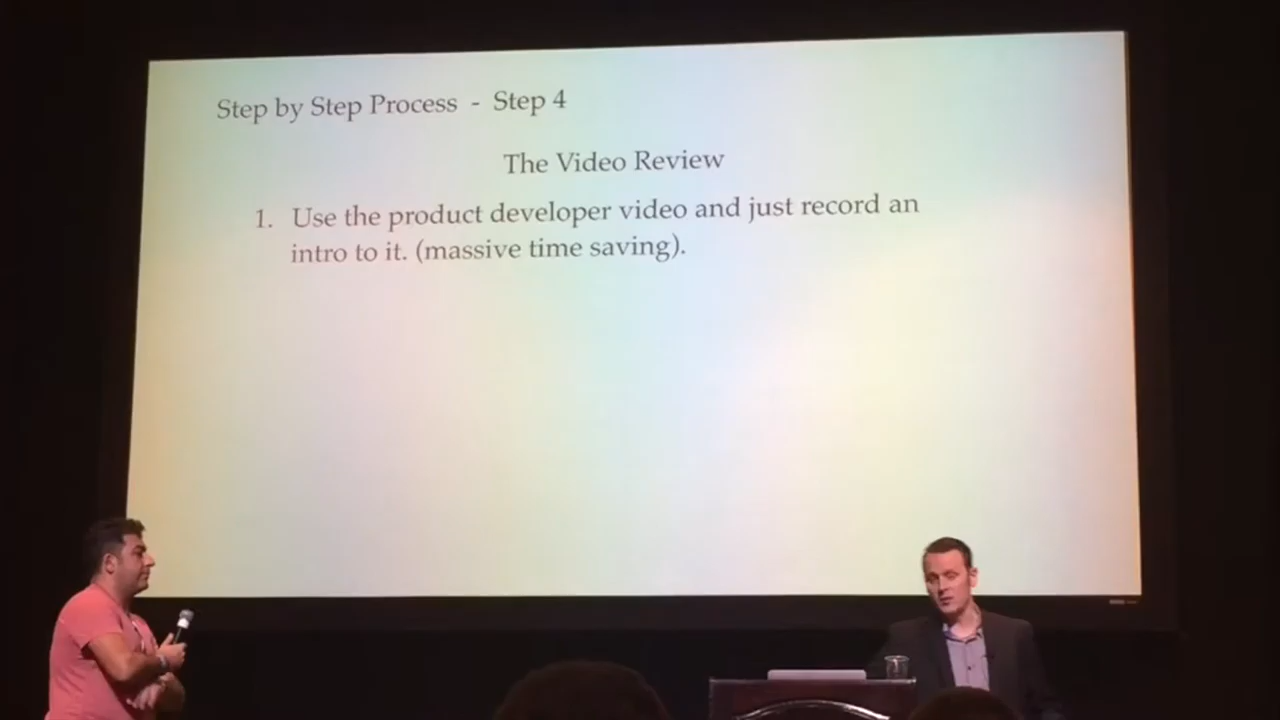 Step by Step Process - Step 4
The Video Review
1. Use the product developer video and just record an
intro to it. (massive time saving).